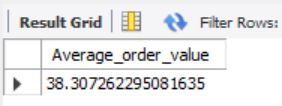 Result Grid Filter Rows:
Average_order_value
38.307262295081635